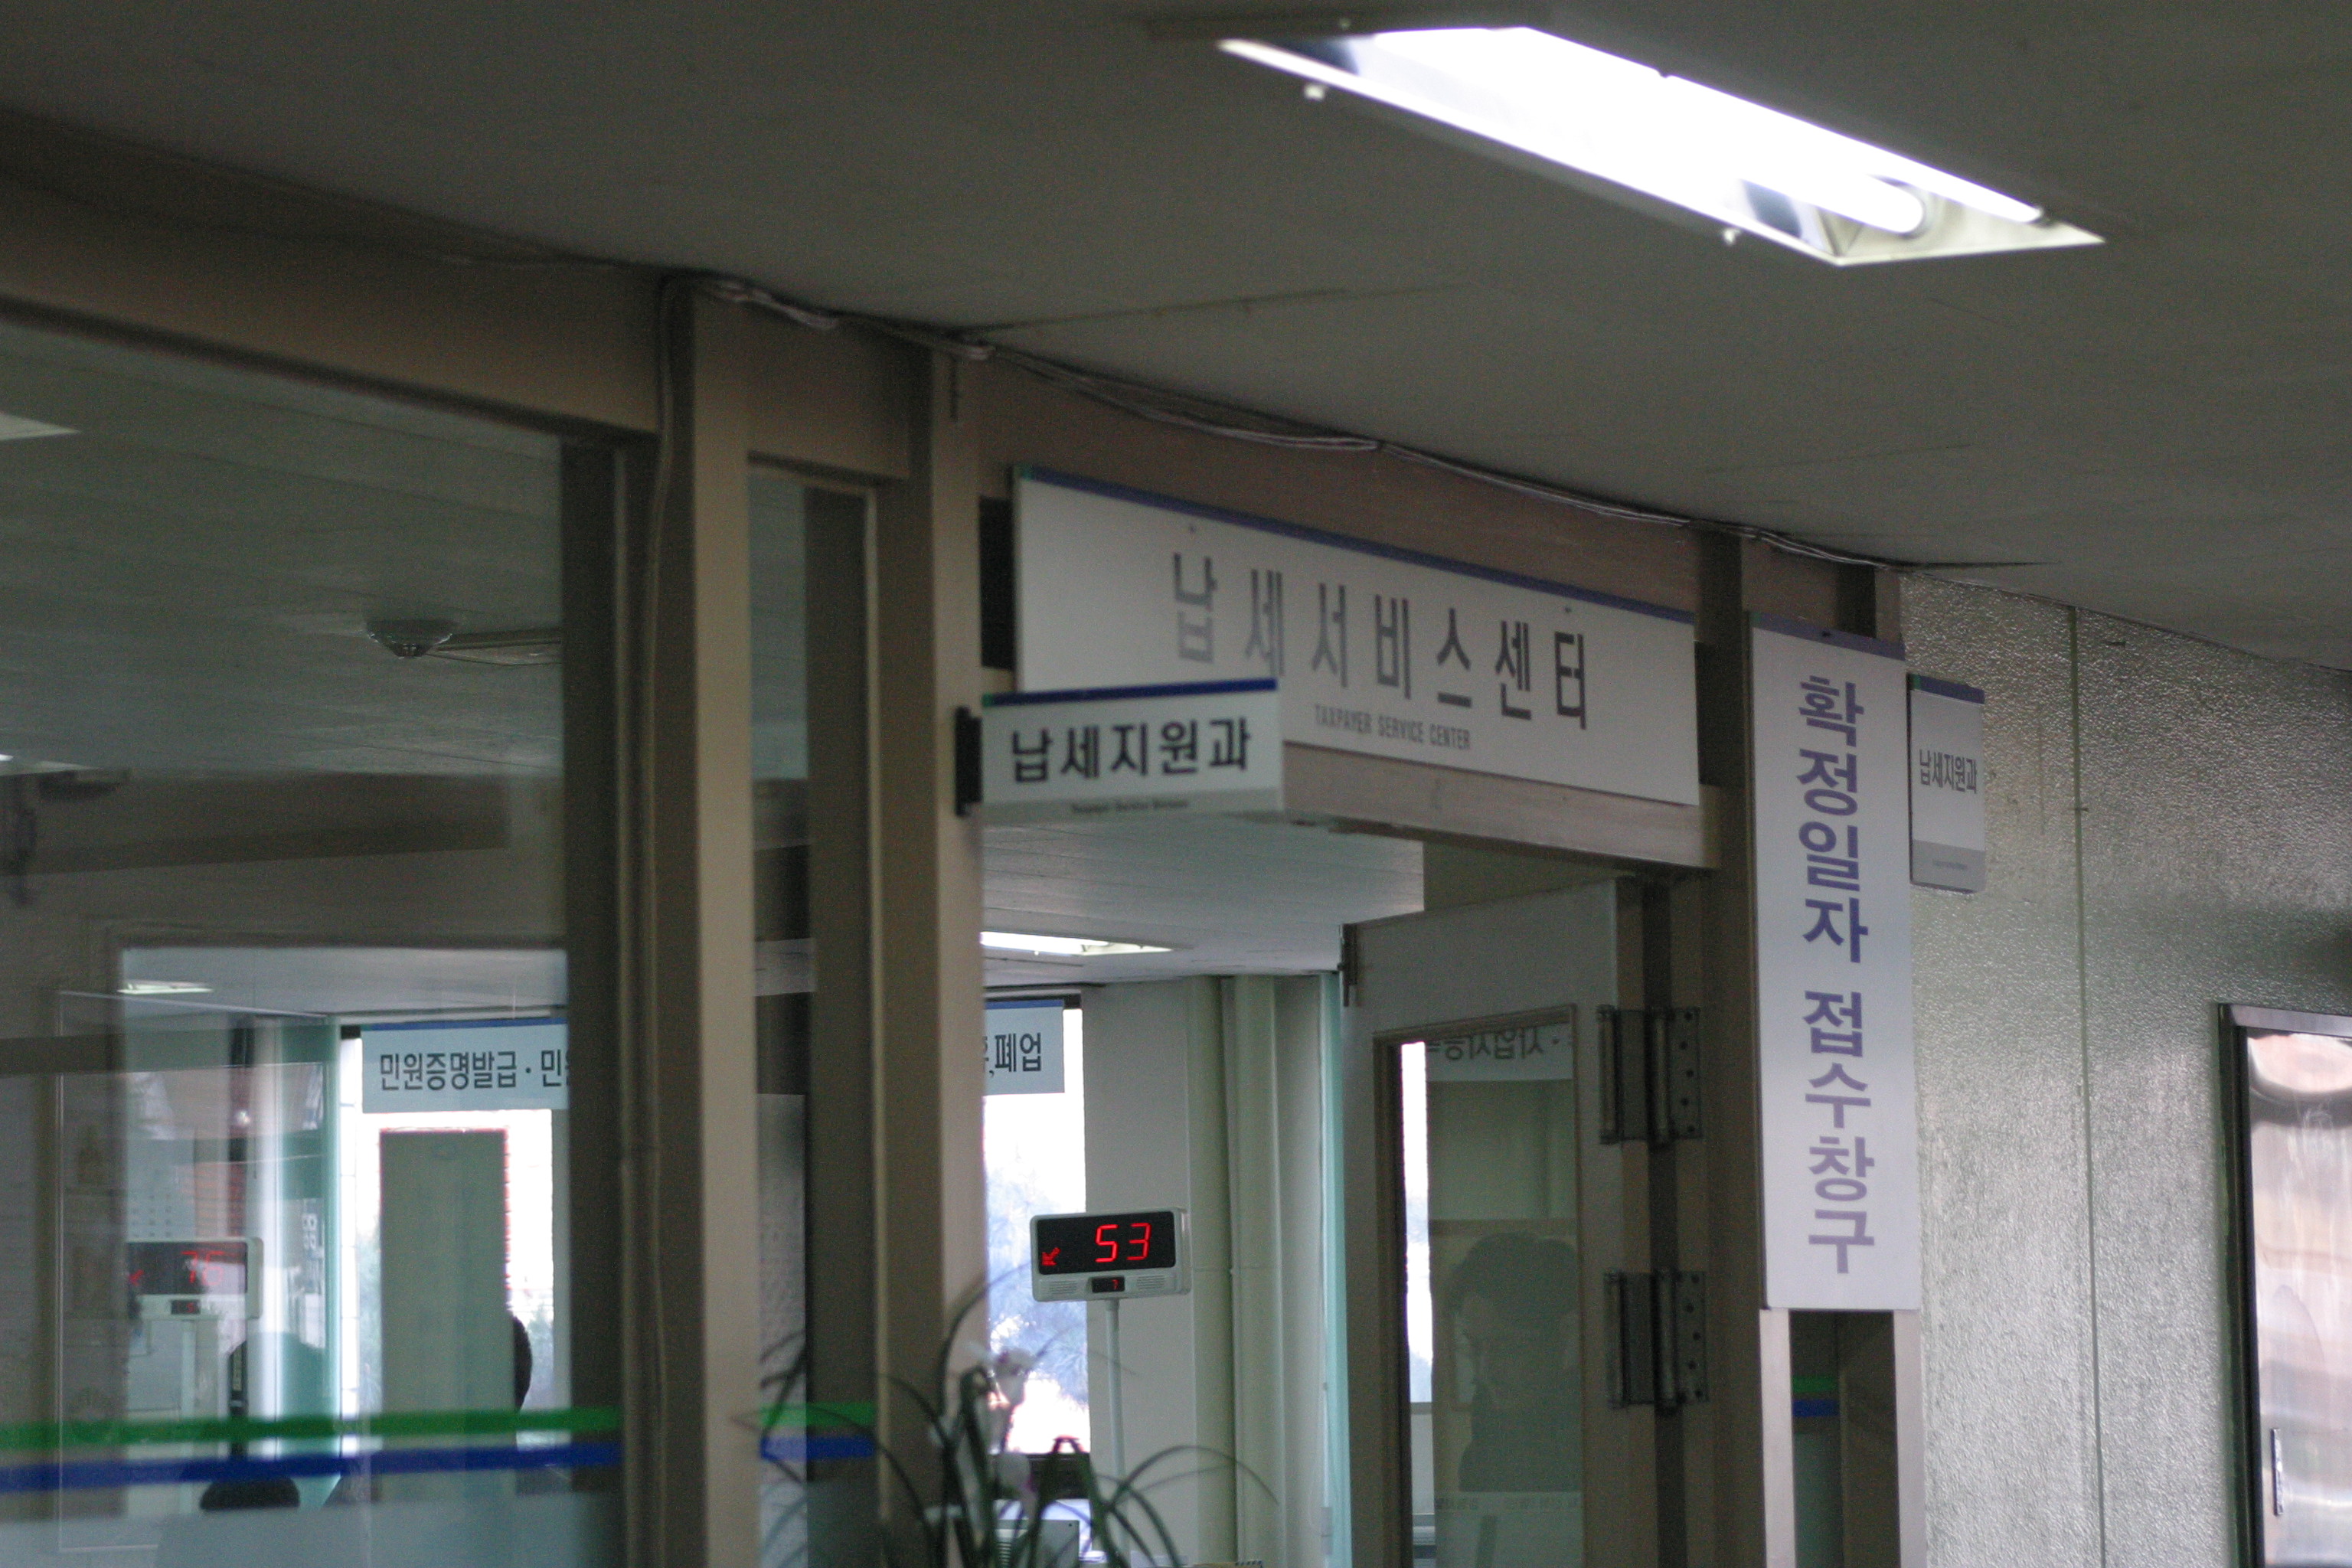 납세서비스센터
TAXPAYER SERVICE CENTER
납세지원과
확정일자 접수창구
납세지원과
민원증명발급 · 민
,폐업
53
7